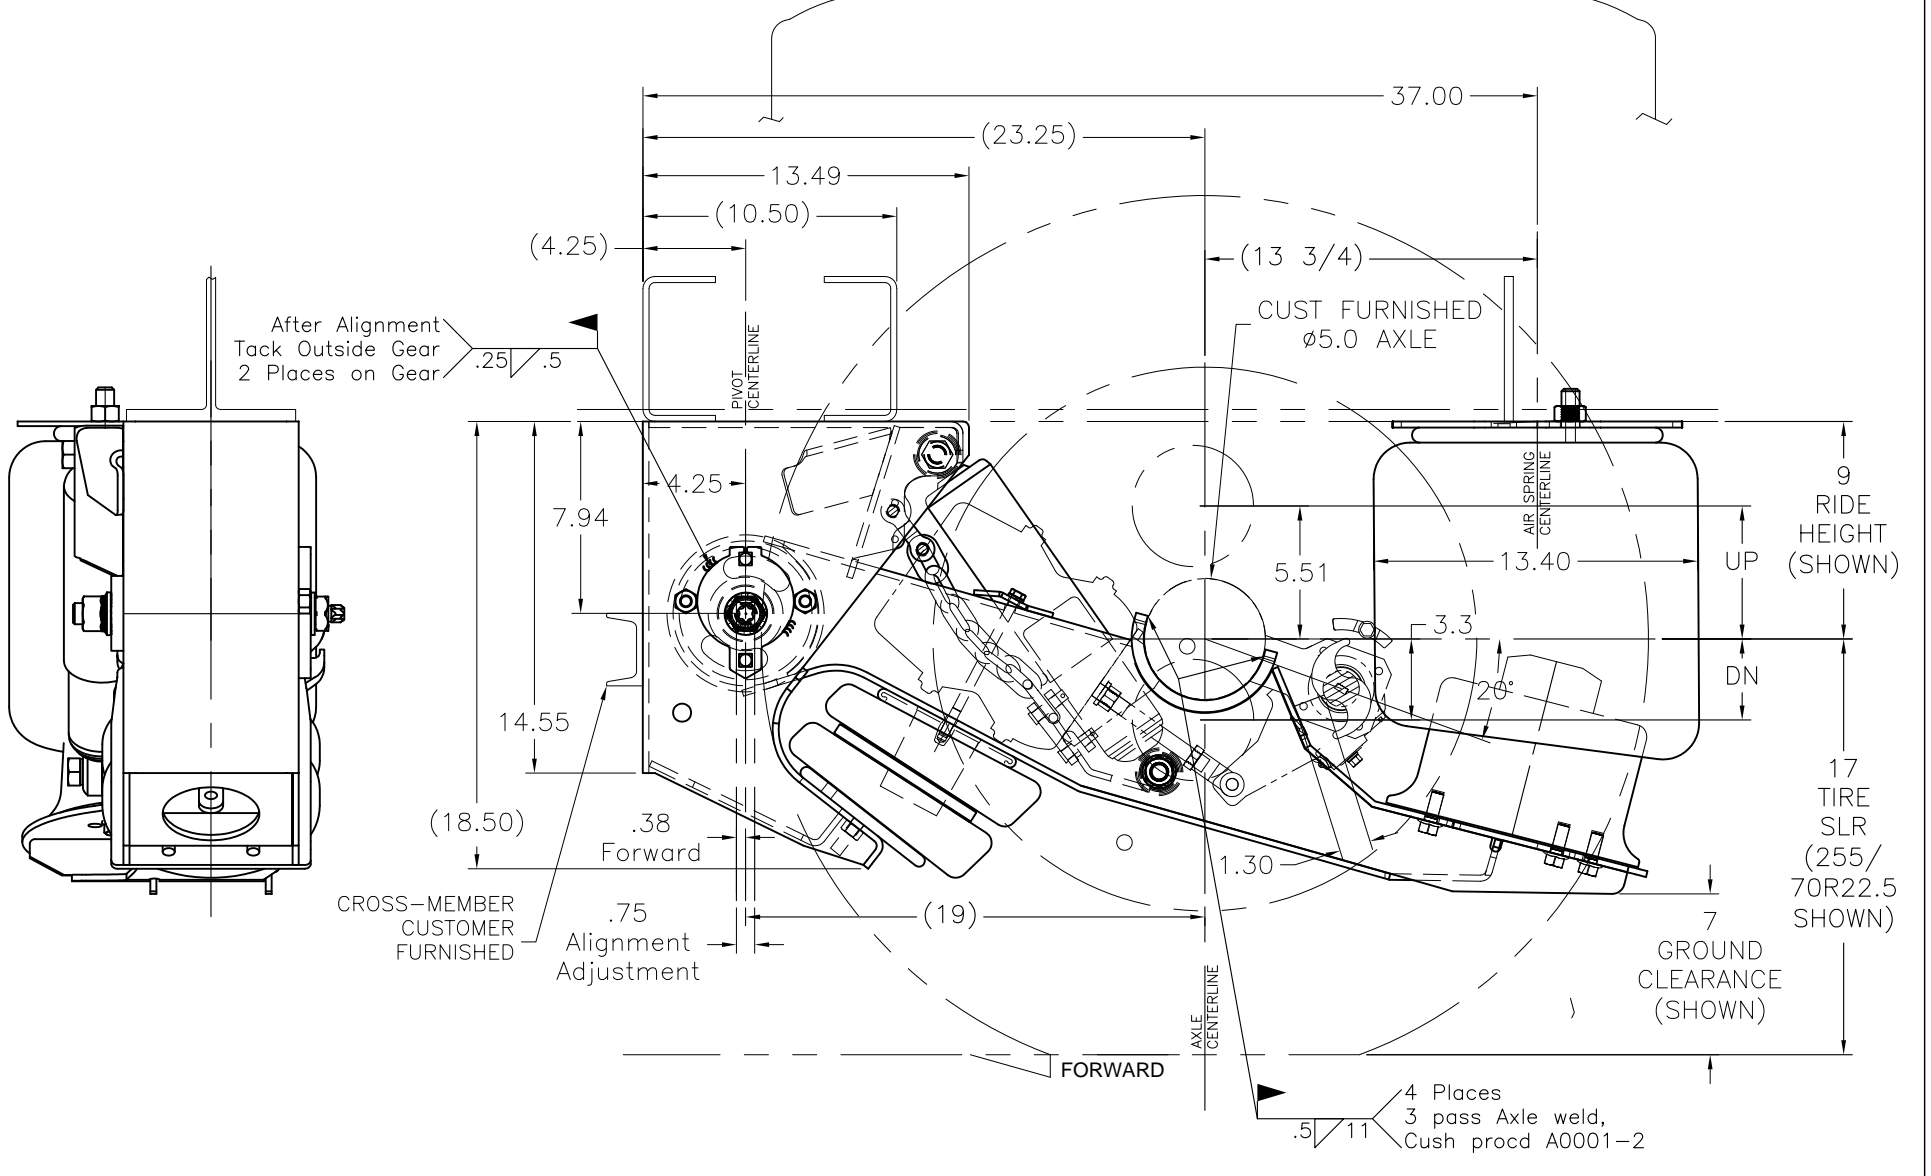 37.00
(23.25)
13.49
(10.50)
(4.25)
(13 3/4)
CUST FURNISHED
ø5.0 AXLE
After Alignment
Tack Outside Gear
2 Places on Gear
.25 .5
PIVOT
CENTERLINE
4.25
7.94
14.55
(18.50)
5.51
3.3
20°
13.40
AIR SPRING
CENTERLINE
UP
DN
9
RIDE
HEIGHT
(SHOWN)
17
TIRE
SLR
(255/
70R22.5
SHOWN)
7
GROUND
CLEARANCE
(SHOWN)
.38
Forward
1.30
(19)
.75
Alignment
Adjustment
CROSS-MEMBER
CUSTOMER
FURNISHED
AXLE
CENTERLINE
FORWARD
4 Places
3 pass Axle weld,
Cush procd A0001-2
.5 11